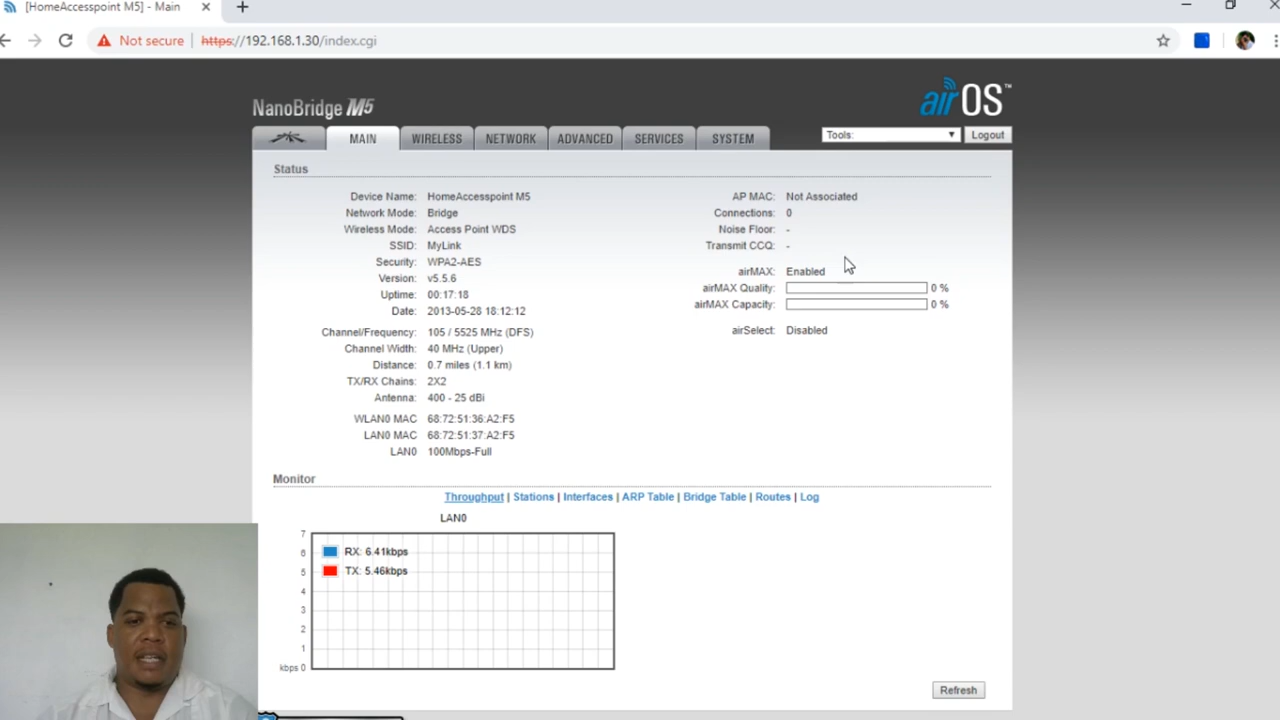 [HomeAccesspoint M5] - Main
Not secure | https://192.168.1.30/index.cgi
NanoBridge M5
airOS™
MAIN WIRELESS NETWORK ADVANCED SERVICES SYSTEM Tools: Logout
Status
Device Name: HomeAccesspoint M5
Network Mode: Bridge
Wireless Mode: Access Point WDS
SSID: MyLink
Security: WPA2-AES
Version: v5.5.6
Uptime: 00:17:18
Date: 2013-05-28 18:12:12
Channel/Frequency: 105 / 5525 MHz (DFS)
Channel Width: 40 MHz (Upper)
Distance: 0.7 miles (1.1 km)
TX/RX Chains: 2X2
Antenna: 400 - 25 dBi
WLAN0 MAC 68:72:51:36:A2:F5
LAN0 MAC 68:72:51:37:A2:F5
LAN0 100Mbps-Full
AP MAC: Not Associated
Connections: 0
Noise Floor: -
Transmit CCQ: -
airMAX: Enabled
airMAX Quality: 0 %
airMAX Capacity: 0 %
airSelect: Disabled
Monitor
Throughput | Stations | Interfaces | ARP Table | Bridge Table | Routes | Log
LAN0
7
6
5
4
3
2
1
kbps 0
RX: 6.41kbps
TX: 5.46kbps
Refresh